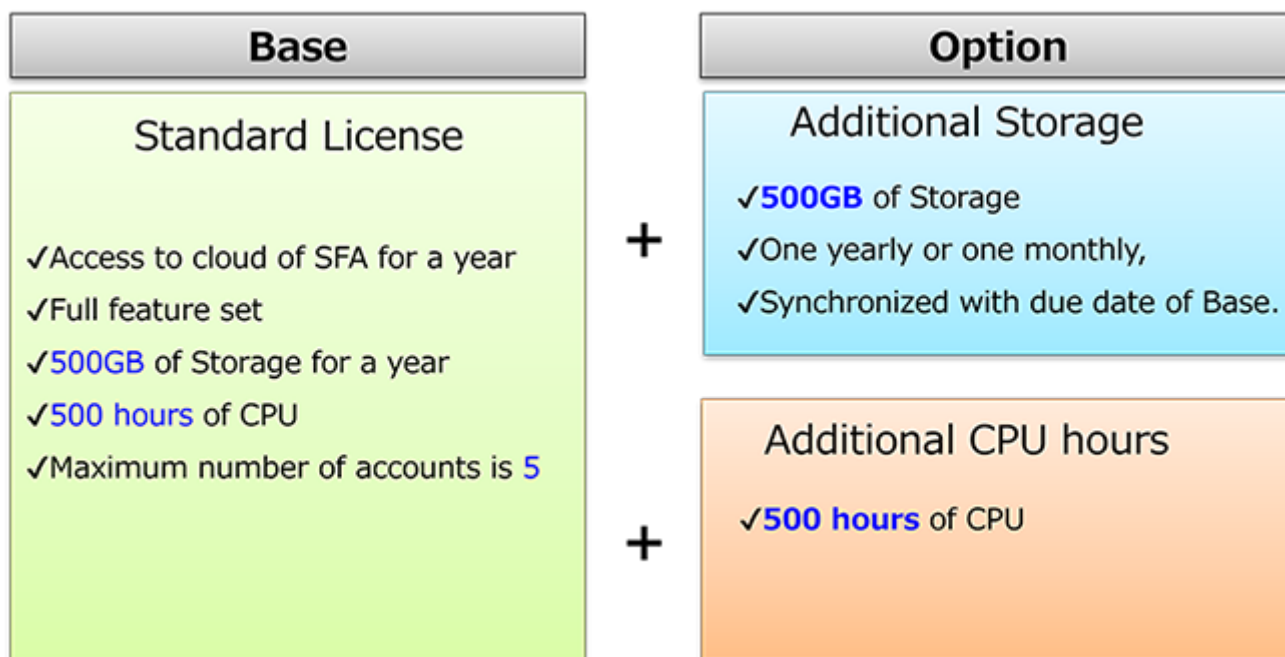 Base
Standard License
✓Access to cloud of SFA for a year
✓Full feature set
✓500GB of Storage for a year
✓500 hours of CPU
✓Maximum number of accounts is 5
+
+
Option
Additional Storage
✓500GB of Storage
✓One yearly or one monthly,
✓Synchronized with due date of Base.
Additional CPU hours
✓500 hours of CPU